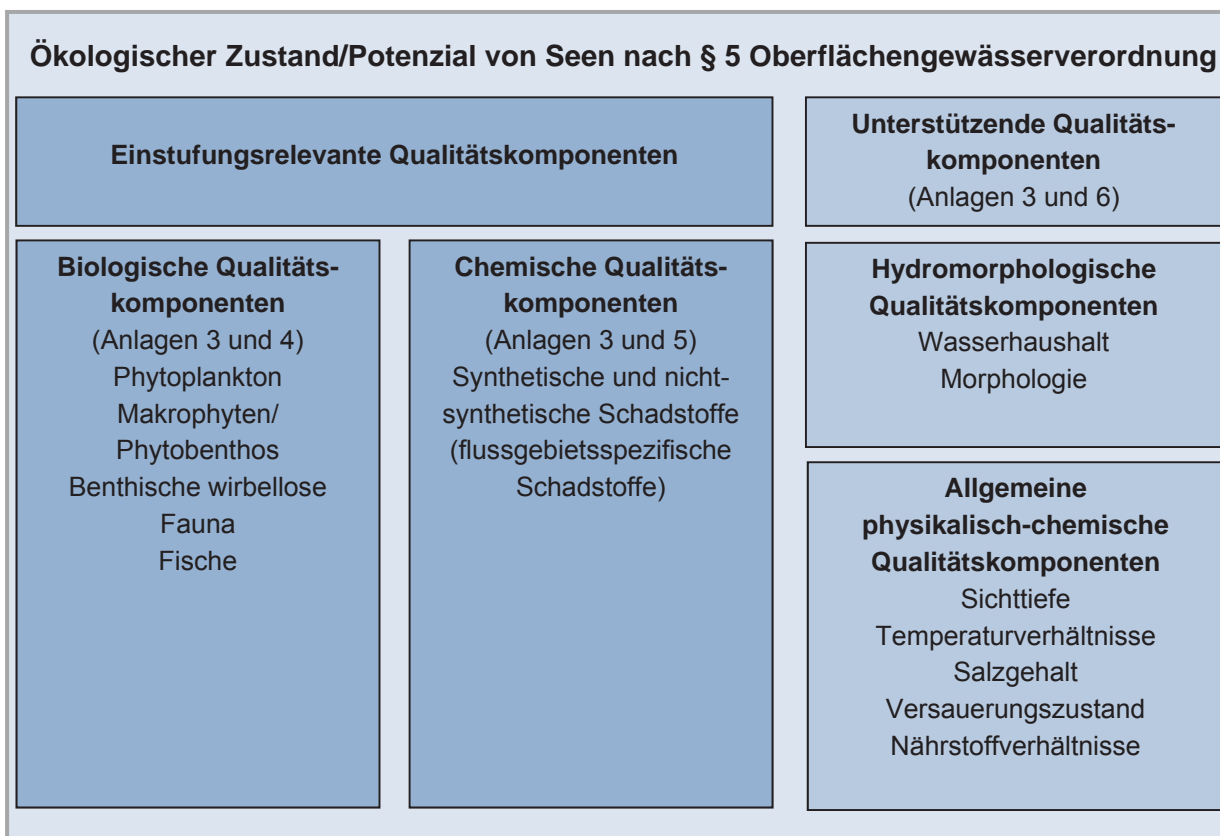 Ökologischer Zustand/Potenzial von Seen nach § 5 Oberflächengewässerverordnung
Einstufungsrelevante Qualitätskomponenten
Unterstützende Qualitäts-
komponenten
(Anlagen 3 und 6)
Biologische Qualitäts-
komponenten
(Anlagen 3 und 4)
Phytoplankton
Makrophyten/
Phytobenthos
Benthische wirbellose
Fauna
Fische
Chemische Qualitäts-
komponenten
(Anlagen 3 und 5)
Synthetische und nicht-
synthetische Schadstoffe
(flussgebietsspezifische
Schadstoffe)
Hydromorphologische
Qualitätskomponenten
Wasserhaushalt
Morphologie
Allgemeine
physikalisch-chemische
Qualitätskomponenten
Sichttiefe
Temperaturverhältnisse
Salzgehalt
Versauerungszustand
Nährstoffverhältnisse